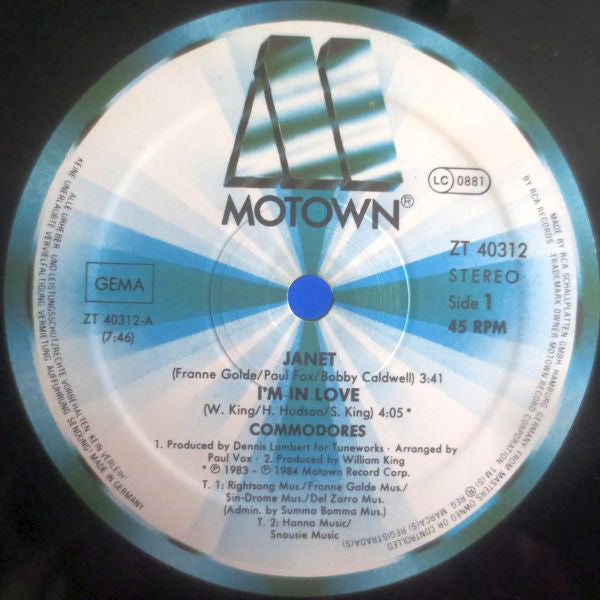 MOTOWN®
LC 0881
GEMA
ZT 40312-A
(7:46)
ZT 40312
STEREO
Side 1
45 RPM
JANET
(Franne Golde/Paul Fox/Bobby Caldwell) 3:41
I'M IN LOVE
(W. King/H. Hudson/S. King) 4:05*
COMMODORES
1. Produced by Dennis Lambert for Tuneworks · Arranged by
Paul Vox · 2. Produced by William King
* ℗ 1983 · ℗ 1984 Motown Record Corp.
T. 1: Rightsong Mus./Franne Golde Mus./
Sin-Drome Mus./Del Zorro Mus.
(Admin. by Summa Bomma Mus.)
T. 2: Hanna Music/
Snousie Music
ALLE URHEBER- UND LEISTUNGSSCHUTZRECHTE VORBEHALTEN. KEIN VERLEIH!
KEINE UNERLAUBTE VERVIELFÄLTIGUNG, VERMIETUNG, AUFFÜHRUNG, SENDUNG · MADE IN GERMANY
MADE BY RCA SCHALLPLATTEN GMBH HAMBURG GERMANY FROM MASTERS OWNED OR CONTROLLED
BY RCA RECORDS TRADEMARK OWNER MOTOWN RECORD CORPORATION TM(S) ® REG. MARCA(S) REGISTRADA(S)